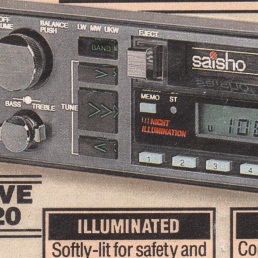 OFF
VOLUME
BALANCE
PUSH
LW MW UKW
BAND
EJECT
saisho
BASS
TREBLE
TUNE
MEMO
ST
NIGHT
ILLUMINATION
1
2
3
4
VE
20
ILLUMINATED
Softly-lit for safety and
Co